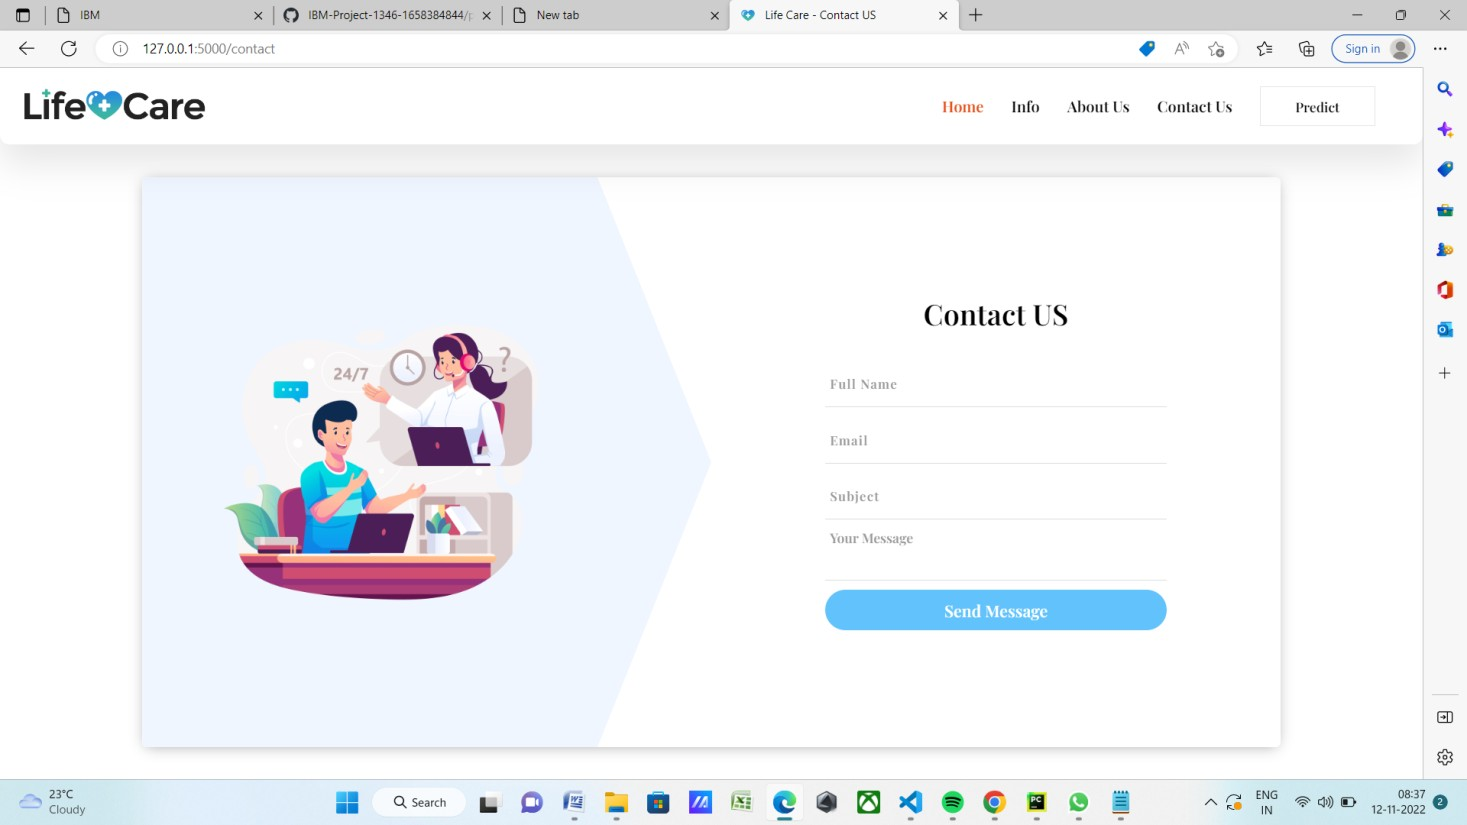 IBM
IBM-Project-1346-1658384844/p
New tab
Life Care - Contact US
127.0.0.1:5000/contact
Sign in
Life Care
Home
Info
About Us
Contact Us
Predict
24/7
?
Contact US
Full Name
Email
Subject
Your Message
Send Message
23°C
Cloudy
Search
ENG
IN
08:37
12-11-2022
2